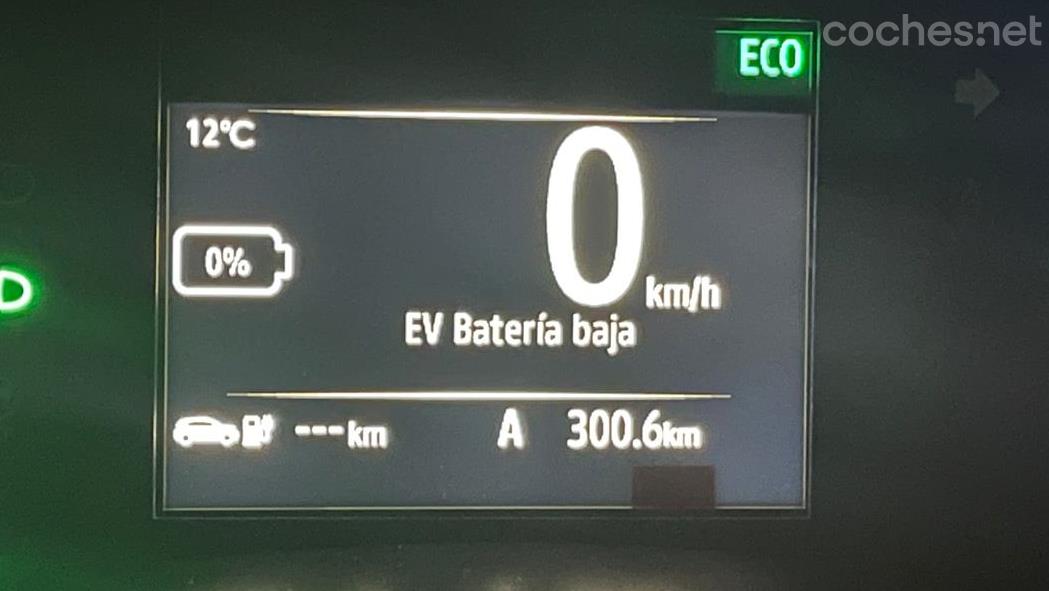 coches.net
ECO
12°C
0
0%
km/h
EV Batería baja
---km A 300.6km